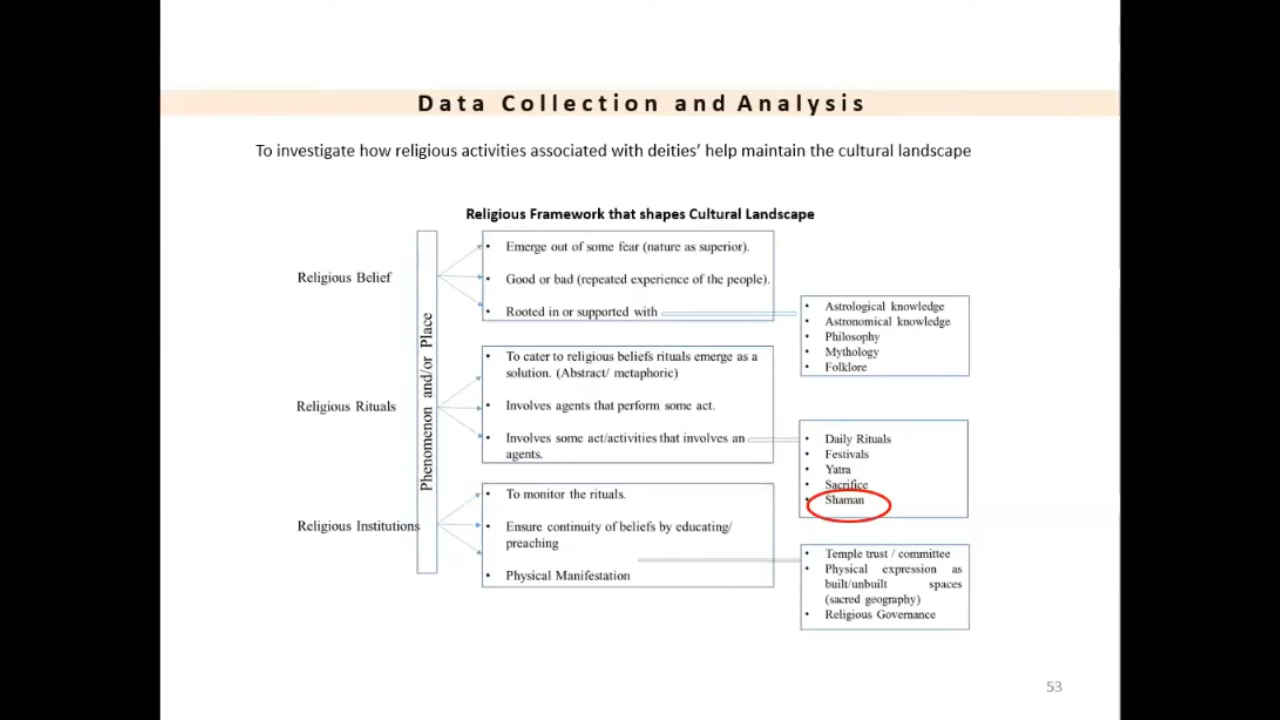 Data Collection and Analysis
To investigate how religious activities associated with deities’ help maintain the cultural landscape
Religious Framework that shapes Cultural Landscape
Religious Belief
Phenomenon and/or Place
• Emerge out of some fear (nature as superior).
• Good or bad (repeated experience of the people).
• Rooted in or supported with
• Astrological knowledge
• Astronomical knowledge
• Philosophy
• Mythology
• Folklore
Religious Rituals
• To cater to religious beliefs rituals emerge as a
solution. (Abstract/ metaphoric)
• Involves agents that perform some act.
• Involves some act/activities that involves an
agents.
• Daily Rituals
• Festivals
• Yatra
• Sacrifice
• Shaman
Religious Institutions
• To monitor the rituals.
• Ensure continuity of beliefs by educating/
preaching
• Physical Manifestation
• Temple trust / committee
• Physical expression as
built/unbuilt spaces
(sacred geography)
• Religious Governance
53